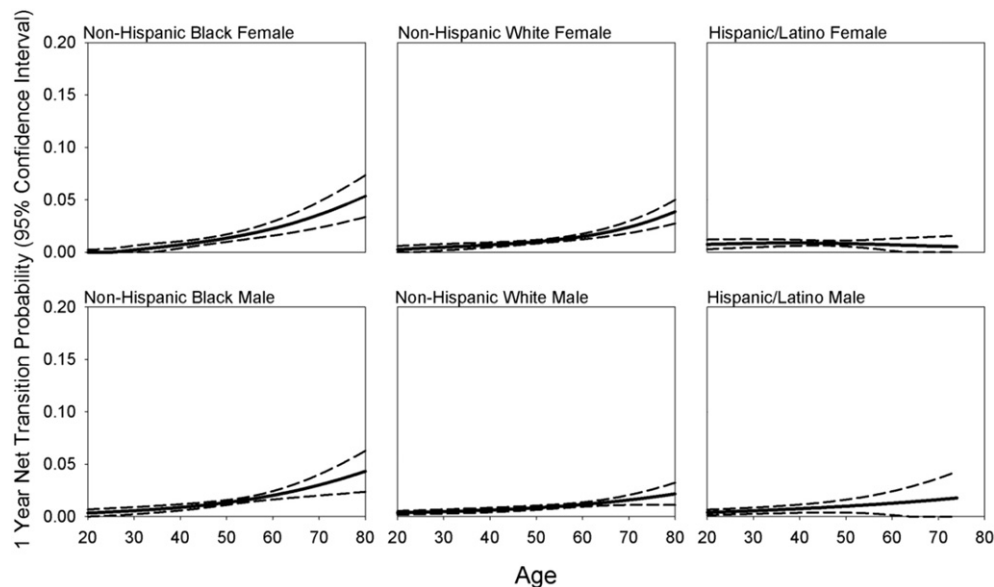 1 Year Net Transition Probability (95% Confidence Interval)
Non-Hispanic Black Female
Non-Hispanic White Female
Hispanic/Latino Female
0.20
0.15
0.10
0.05
0.00
Non-Hispanic Black Male
Non-Hispanic White Male
Hispanic/Latino Male
0.20
0.15
0.10
0.05
0.00
20 30 40 50 60 70 80
20 30 40 50 60 70 80
20 30 40 50 60 70 80
Age